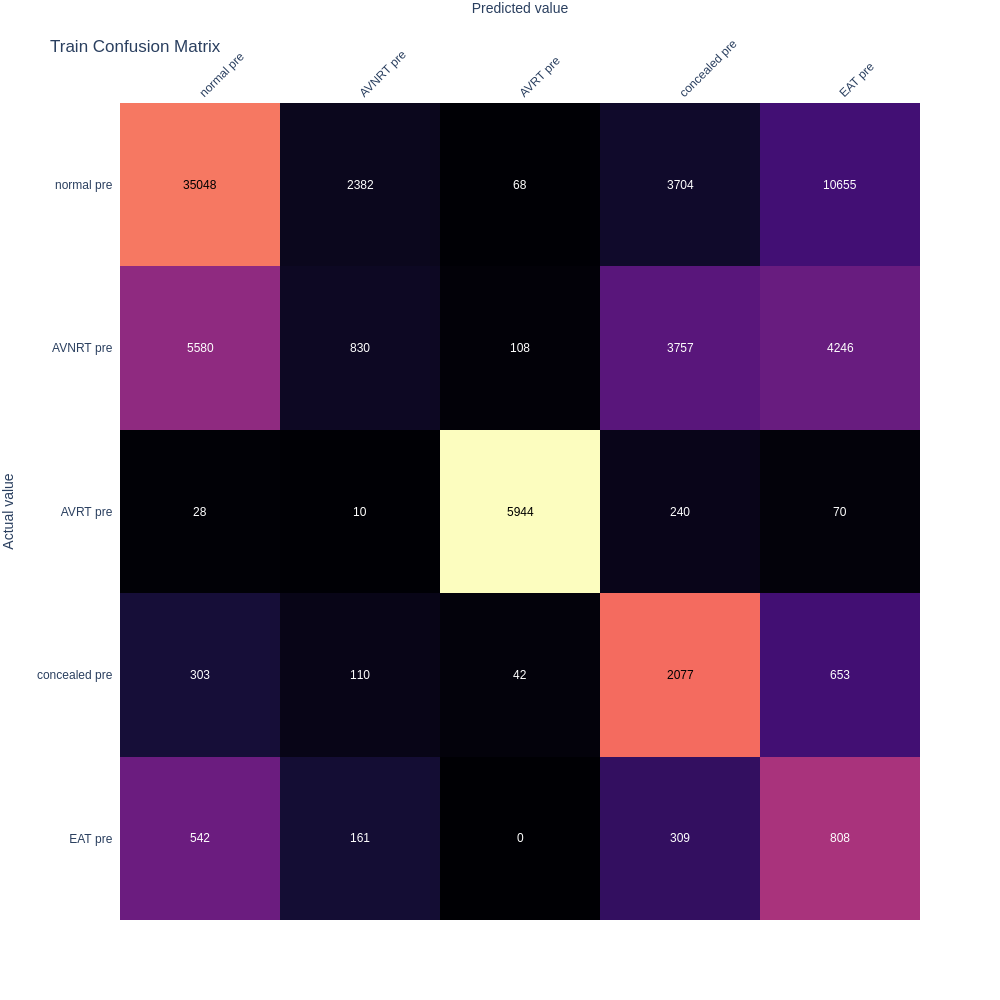 Predicted value
Train Confusion Matrix
normal pre
AVNRT pre
AVRT pre
concealed pre
EAT pre
normal pre
35048
2382
68
3704
10655
AVNRT pre
5580
830
108
3757
4246
Actual value
AVRT pre
28
10
5944
240
70
concealed pre
303
110
42
2077
653
EAT pre
542
161
0
309
808